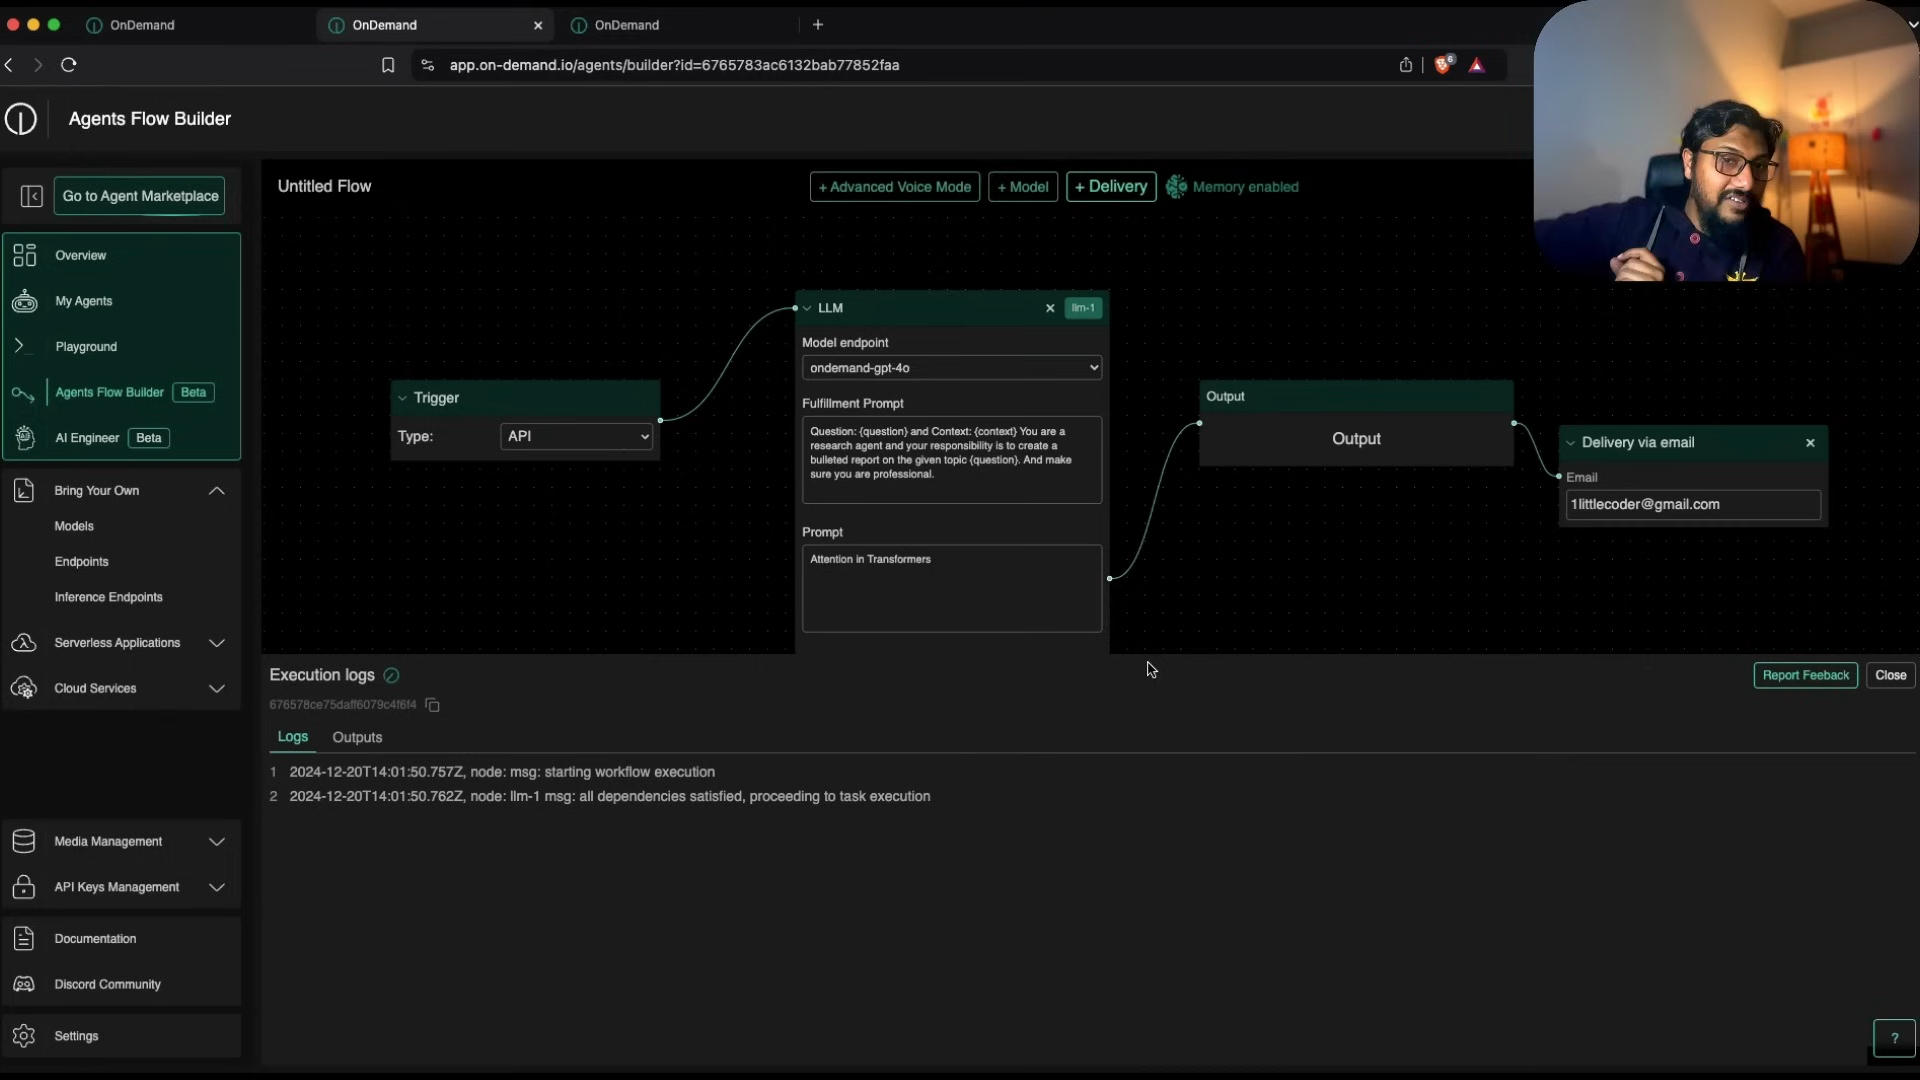 OnDemand
OnDemand
OnDemand
app.on-demand.io/agents/builder?id=6765783ac6132bab77852faa
6
Agents Flow Builder
Go to Agent Marketplace
Overview
My Agents
Playground
Agents Flow Builder Beta
AI Engineer Beta
Bring Your Own
Models
Endpoints
Inference Endpoints
Serverless Applications
Cloud Services
Media Management
API Keys Management
Documentation
Discord Community
Settings
Untitled Flow
+ Advanced Voice Mode
+ Model
+ Delivery
Memory enabled
Trigger
Type: API
LLM
llm-1
Model endpoint
ondemand-gpt-4o
Fulfillment Prompt
Question: {question} and Context: {context} You are a
research agent and your responsibility is to create a
bulleted report on the given topic {question}. And make
sure you are professional.
Prompt
Attention in Transformers
Output
Output
Delivery via email
Email
1littlecoder@gmail.com
Execution logs
Report Feeback
Close
676578ce75daff6079c4f6f4
Logs
Outputs
1 2024-12-20T14:01:50.757Z, node: msg: starting workflow execution
2 2024-12-20T14:01:50.762Z, node: llm-1 msg: all dependencies satisfied, proceeding to task execution
?